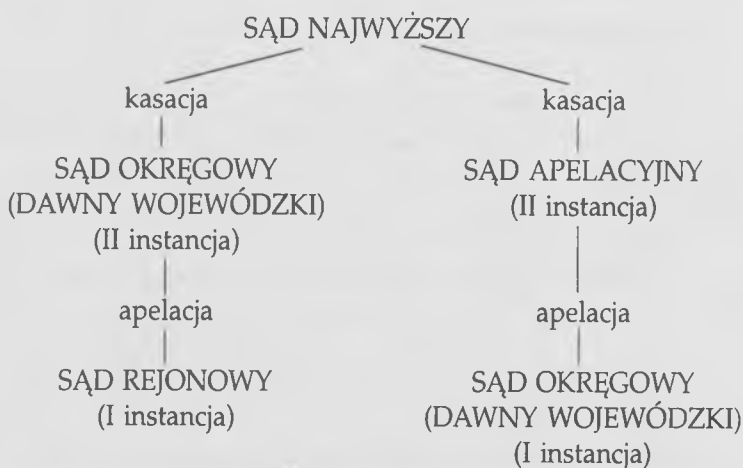 SĄD NAJWYŻSZY
kasacja
kasacja
SĄD OKRĘGOWY
(DAWNY WOJEWÓDZKI)
(II instancja)
SĄD APELACYJNY
(II instancja)
apelacja
apelacja
SĄD REJONOWY
(I instancja)
SĄD OKRĘGOWY
(DAWNY WOJEWÓDZKI)
(I instancja)